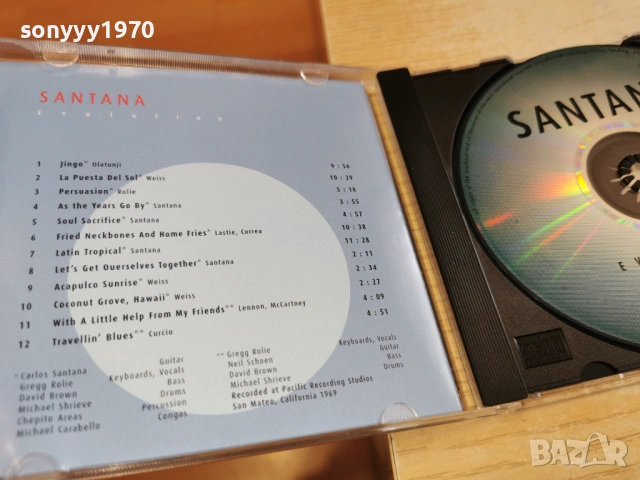 sonyyy1970
SANTANA
Evolution
1 Jingo* Olatunji 9:56
2 La Puesta Del Sol* Weiss 10:29
3 Persuasion* Rolie 5:18
4 As the Years Go By* Santana 3:55
5 Soul Sacrifice* Santana 4:57
6 Fried Neckbones And Home Fries* Lastie, Correa 10:38
7 Latin Tropical* Santana 11:28
8 Let's Get Ouerselves Together* Santana 2:11
9 Acapulco Sunrise* Weiss 2:34
10 Coconut Grove, Hawaii* Weiss 2:27
11 With A Little Help From My Friends** Lennon, McCartney 4:09
12 Travellin' Blues** Curcio 4:51
*Carlos Santana Guitar
Gregg Rolie Keyboards, Vocals
David Brown Bass
Michael Shrieve Drums
Chepito Areas Percussion
Michael Carabello Congas
** Gregg Rolie Keyboards, Vocals
Neil Schoen Guitar
David Brown Bass
Michael Shrieve Drums
Recorded at Pacific Recording Studios
San Mateo, California 1969
SANTAN
E V
BAZAR
bg